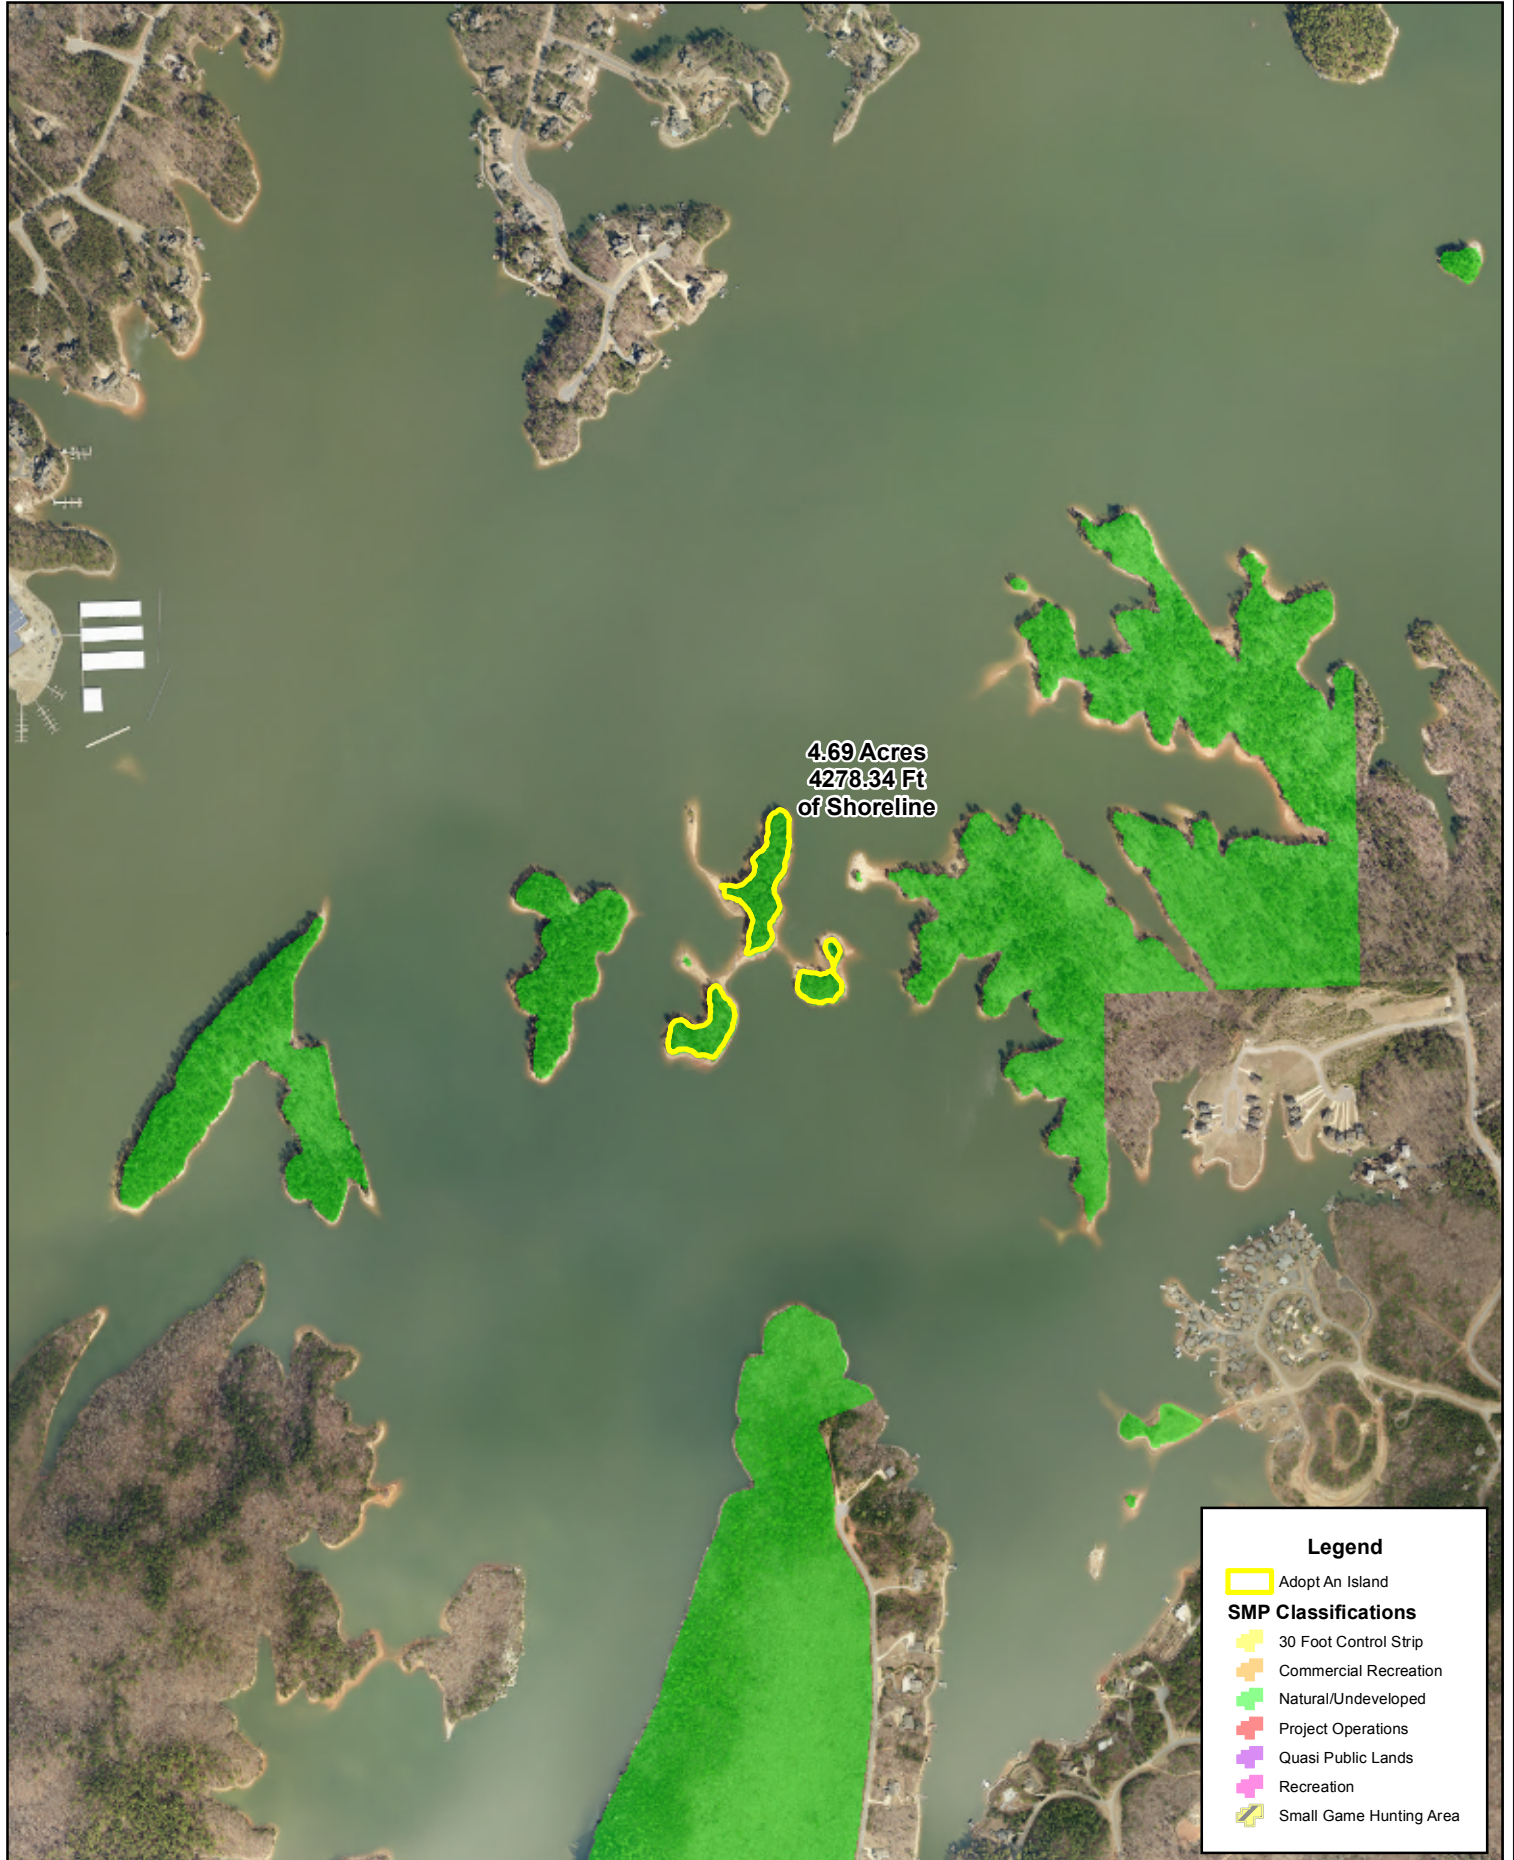 4.69 Acres
4278.34 Ft
of Shoreline
Legend
Adopt An Island
SMP Classifications
30 Foot Control Strip
Commercial Recreation
Natural/Undeveloped
Project Operations
Quasi Public Lands
Recreation
Small Game Hunting Area